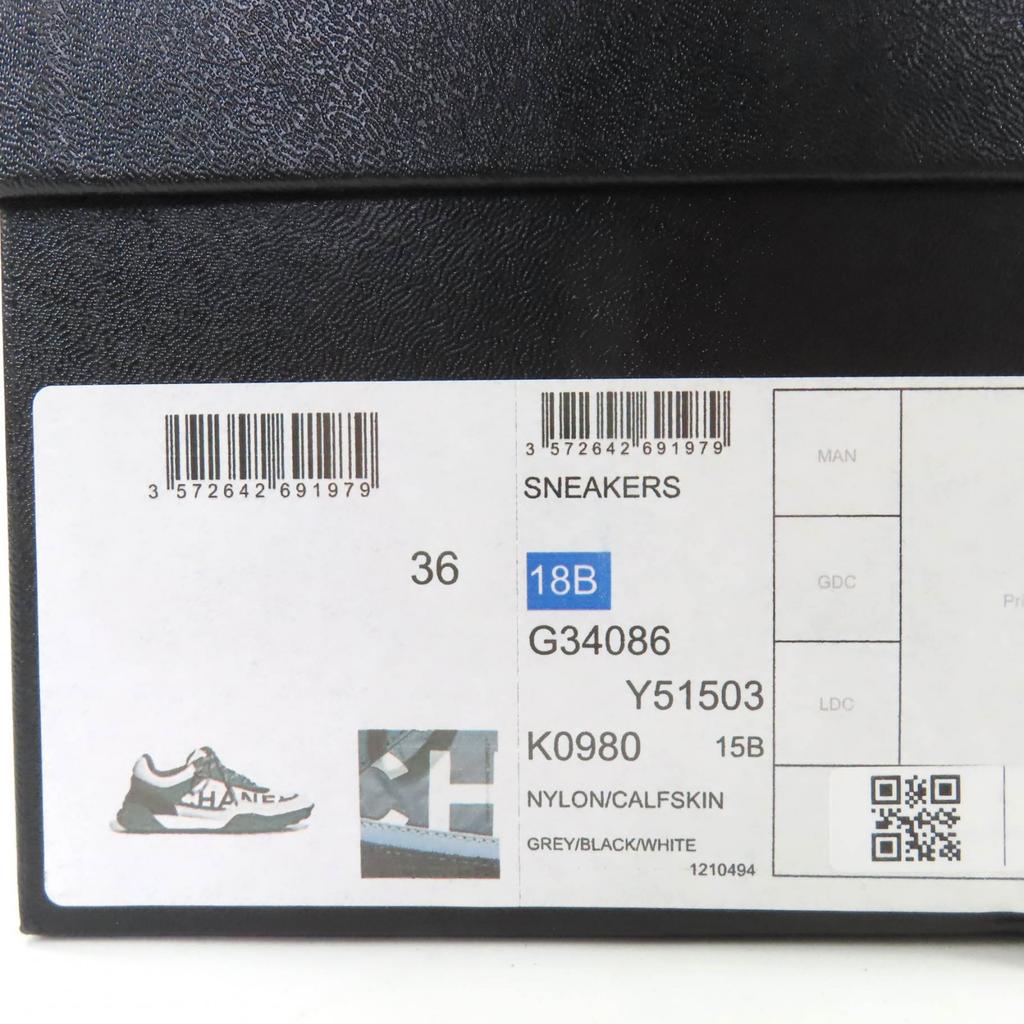 3 572642 691979
36
CHANEL
3 572642 691979
SNEAKERS
18B
G34086
Y51503
K0980 15B
NYLON/CALFSKIN
GREY/BLACK/WHITE
1210494
MAN
GDC
LDC